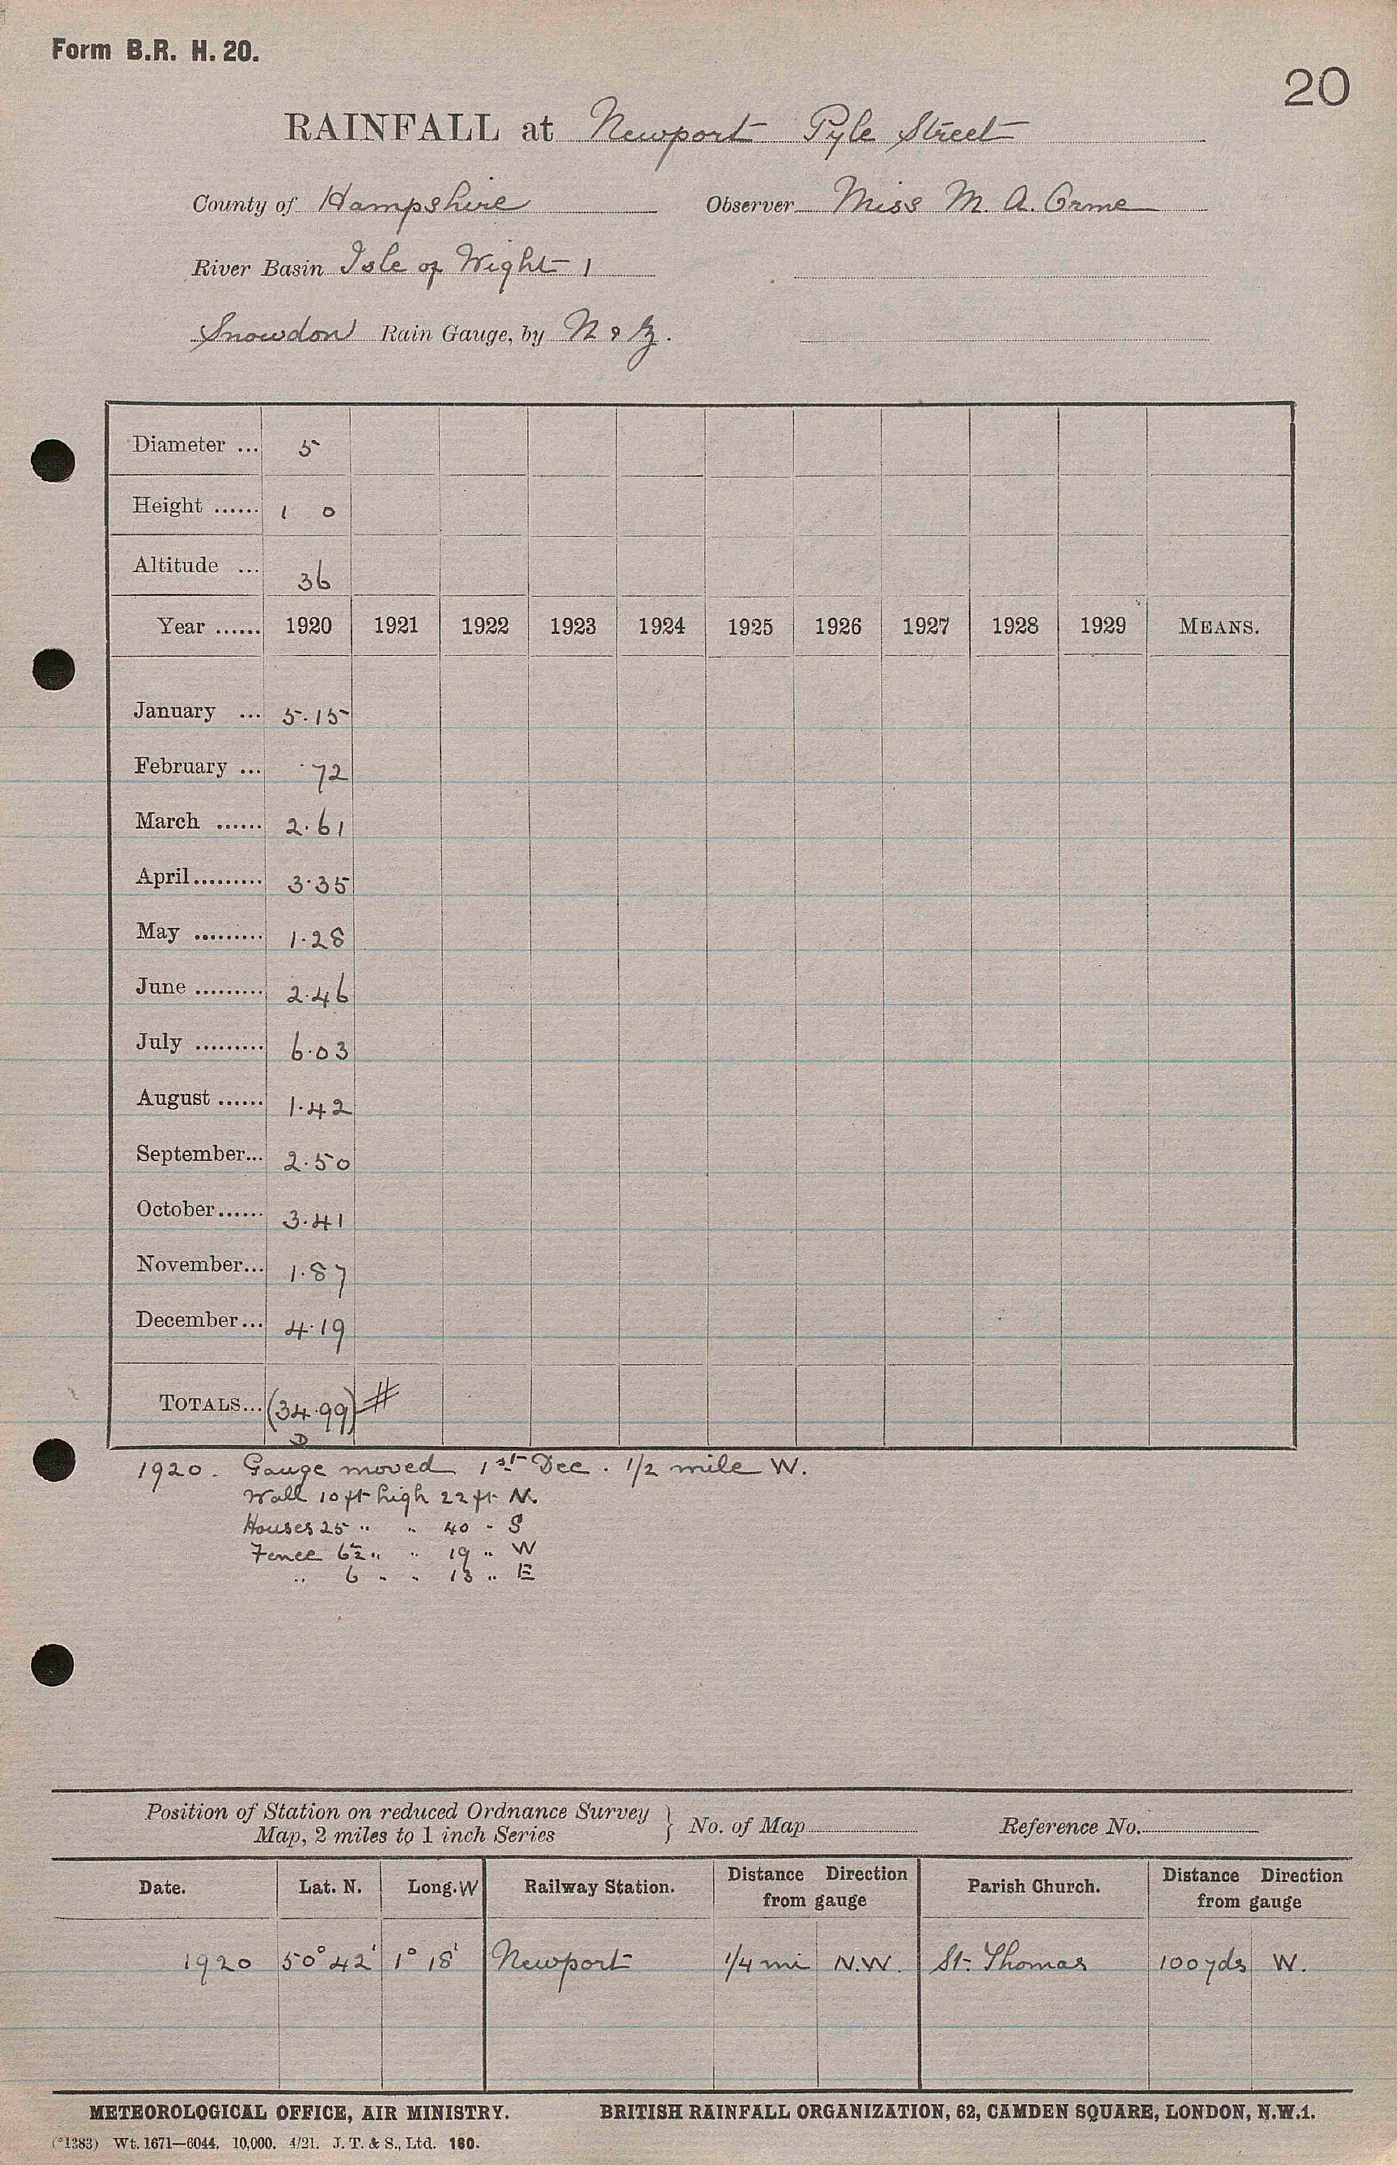 Form B.R. H. 20.
20
RAINFALL at Newport Pyle Street
County of Hampshire Observer Miss M. A. Orme
River Basin Isle of Wight 1
Snowdon Rain Gauge, by N & Z.
Diameter ... 5
Height ...... 1 0
Altitude ... 36
Year ...... 1920 1921 1922 1923 1924 1925 1926 1927 1928 1929 MEANS.
January ... 5.15
February ... .72
March ...... 2.61
April......... 3.35
May ......... 1.28
June ......... 2.46
July ......... 6.03
August ...... 1.42
September... 2.50
October...... 3.41
November... 1.87
December... 4.19
TOTALS... (34.99) #
D
1920. Gauge moved 1st Dec. 1/2 mile W.
Wall 10 ft high 22 ft N.
Houses 25 " " 40 " S
Fence 6½ " " 19 " W
" 6 " " 13 " E
Position of Station on reduced Ordnance Survey
Map, 2 miles to 1 inch Series } No. of Map Reference No.
Date. Lat. N. Long. W Railway Station. Distance Direction from gauge Parish Church. Distance Direction from gauge
1920 50° 42' 1° 18' Newport 1/4 mi N.W. St. Thomas 100 yds W.
METEOROLOGICAL OFFICE, AIR MINISTRY. BRITISH RAINFALL ORGANIZATION, 62, CAMDEN SQUARE, LONDON, N.W.1.
(*1383) Wt. 1671—6044. 10,000. 4/21. J. T. & S., Ltd. 160.